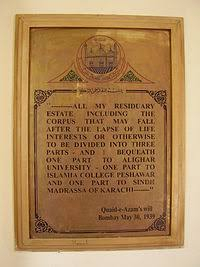 "———ALL MY RESIDUARY
ESTATE INCLUDING THE
CORPUS THAT MAY FALL
AFTER THE LAPSE OF LIFE
INTERESTS OR OTHERWISE
TO BE DIVIDED INTO THREE
PARTS - AND I BEQUEATH
ONE PART TO ALIGHAR
UNIVERSITY - ONE PART TO
ISLAMIA COLLEGE PESHAWAR
AND ONE PART TO SINDH
MADRASSA OF KARACHI———"
Quaid-e-Azam's will
Bombay May 30, 1939